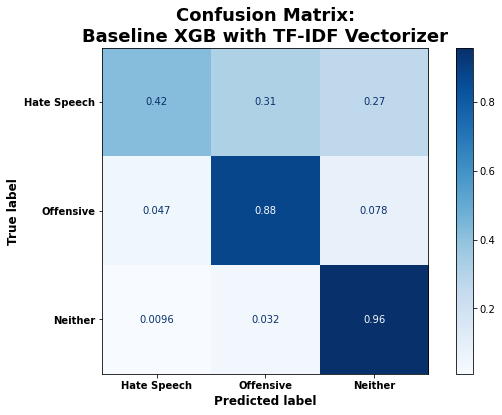 Confusion Matrix:
Baseline XGB with TF-IDF Vectorizer
Hate Speech 0.42 0.31 0.27
Offensive 0.047 0.88 0.078
Neither 0.0096 0.032 0.96
Hate Speech Offensive Neither
Predicted label
True label
0.8
0.6
0.4
0.2